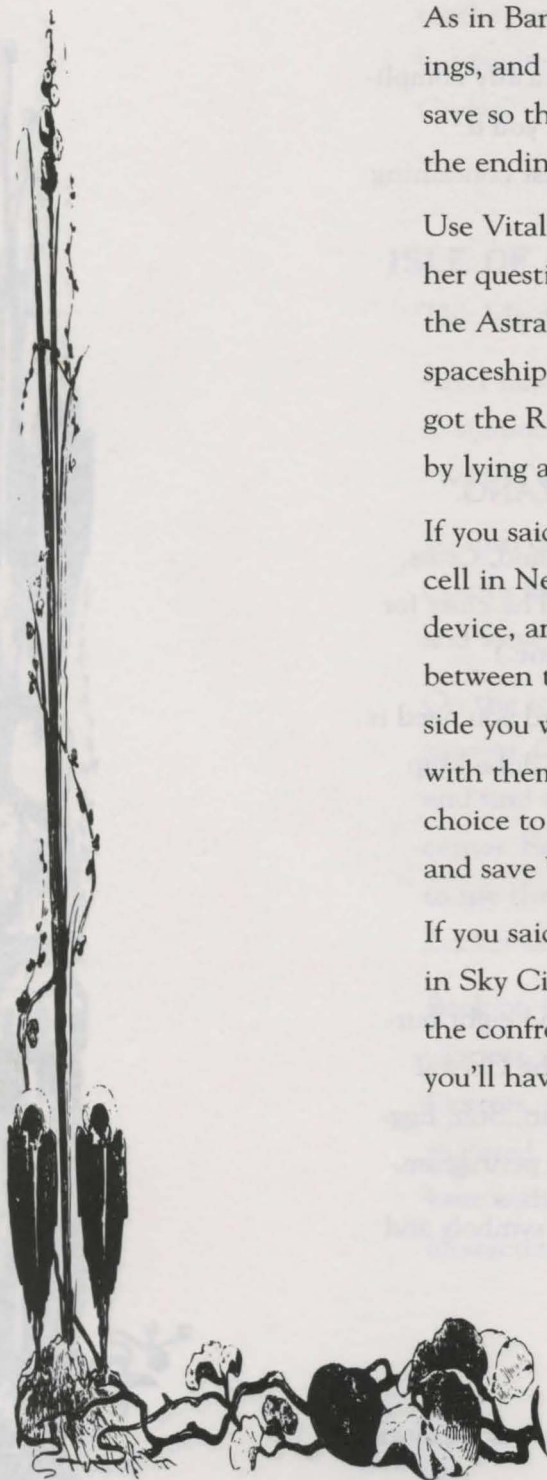 As in Bar
ings, and
save so th
the endin
Use Vital
her questi
the Astra
spaceship
got the R
by lying a
If you said
cell in Ne
device, ar
between t
side you w
with them
choice to
and save
If you said
in Sky Ci
the confr
you'll hav